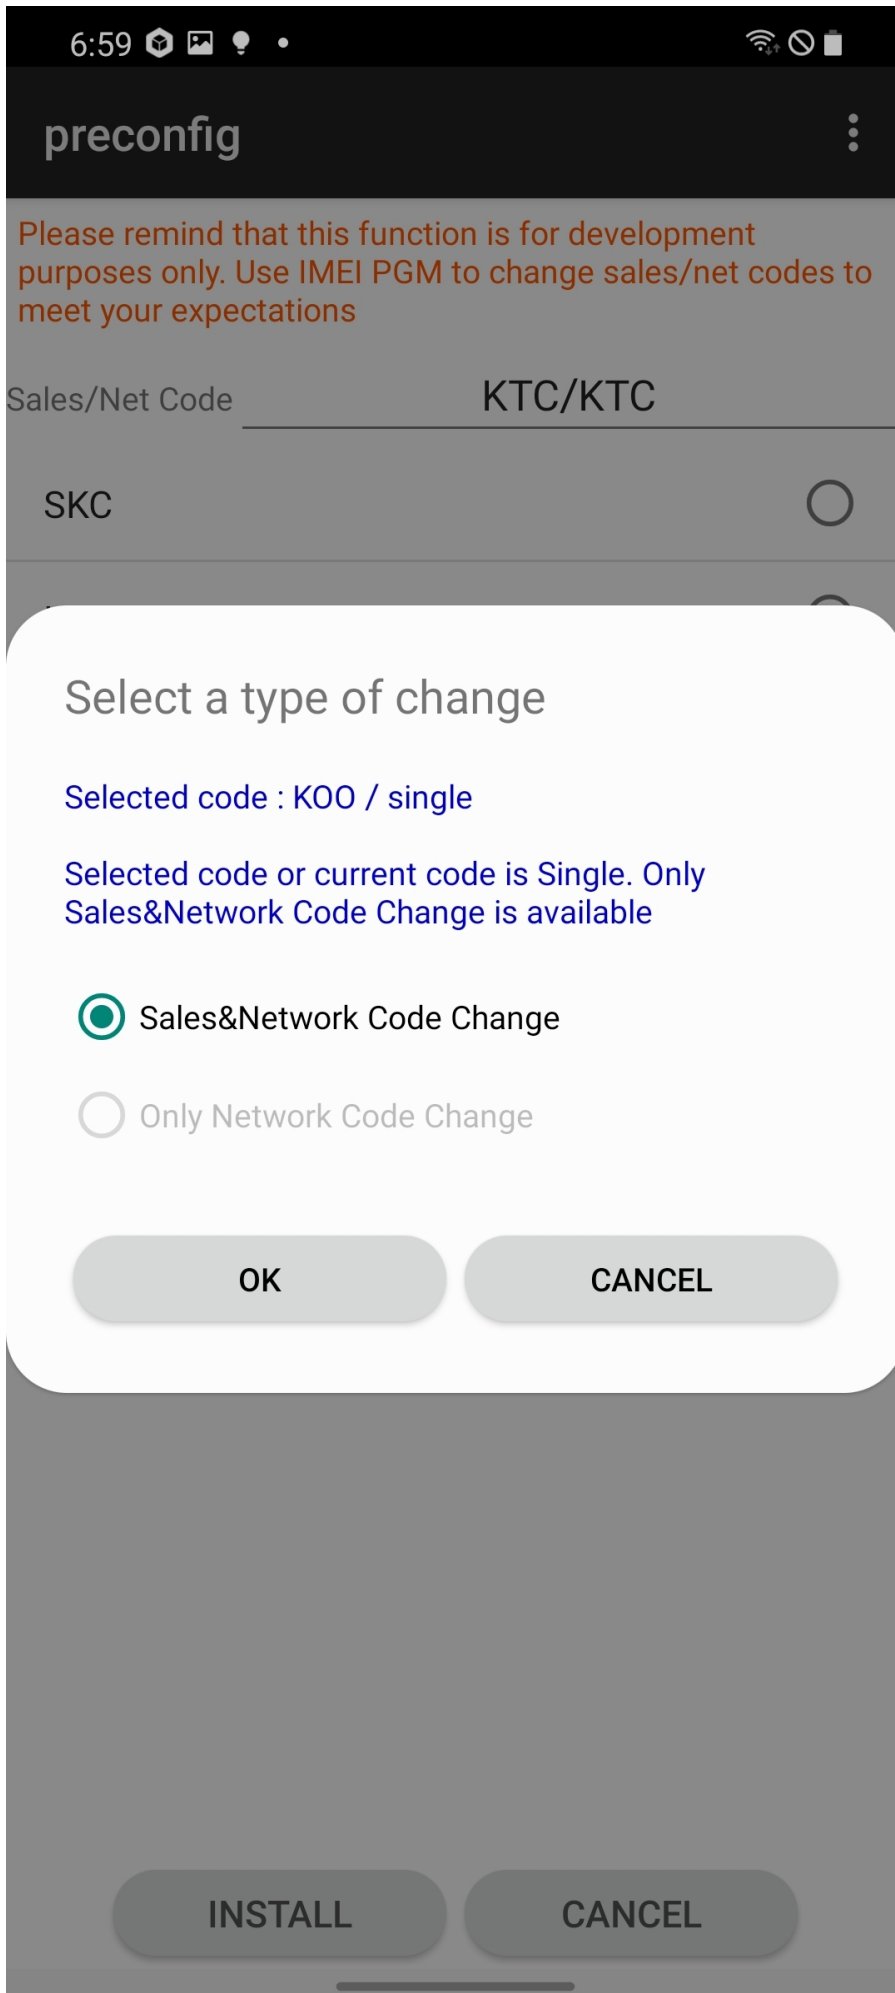 6:59
preconfig
Please remind that this function is for development
purposes only. Use IMEI PGM to change sales/net codes to
meet your expectations
Sales/Net Code KTC/KTC
SKC
Select a type of change
Selected code : KOO / single
Selected code or current code is Single. Only
Sales&Network Code Change is available
Sales&Network Code Change
Only Network Code Change
OK CANCEL
INSTALL CANCEL